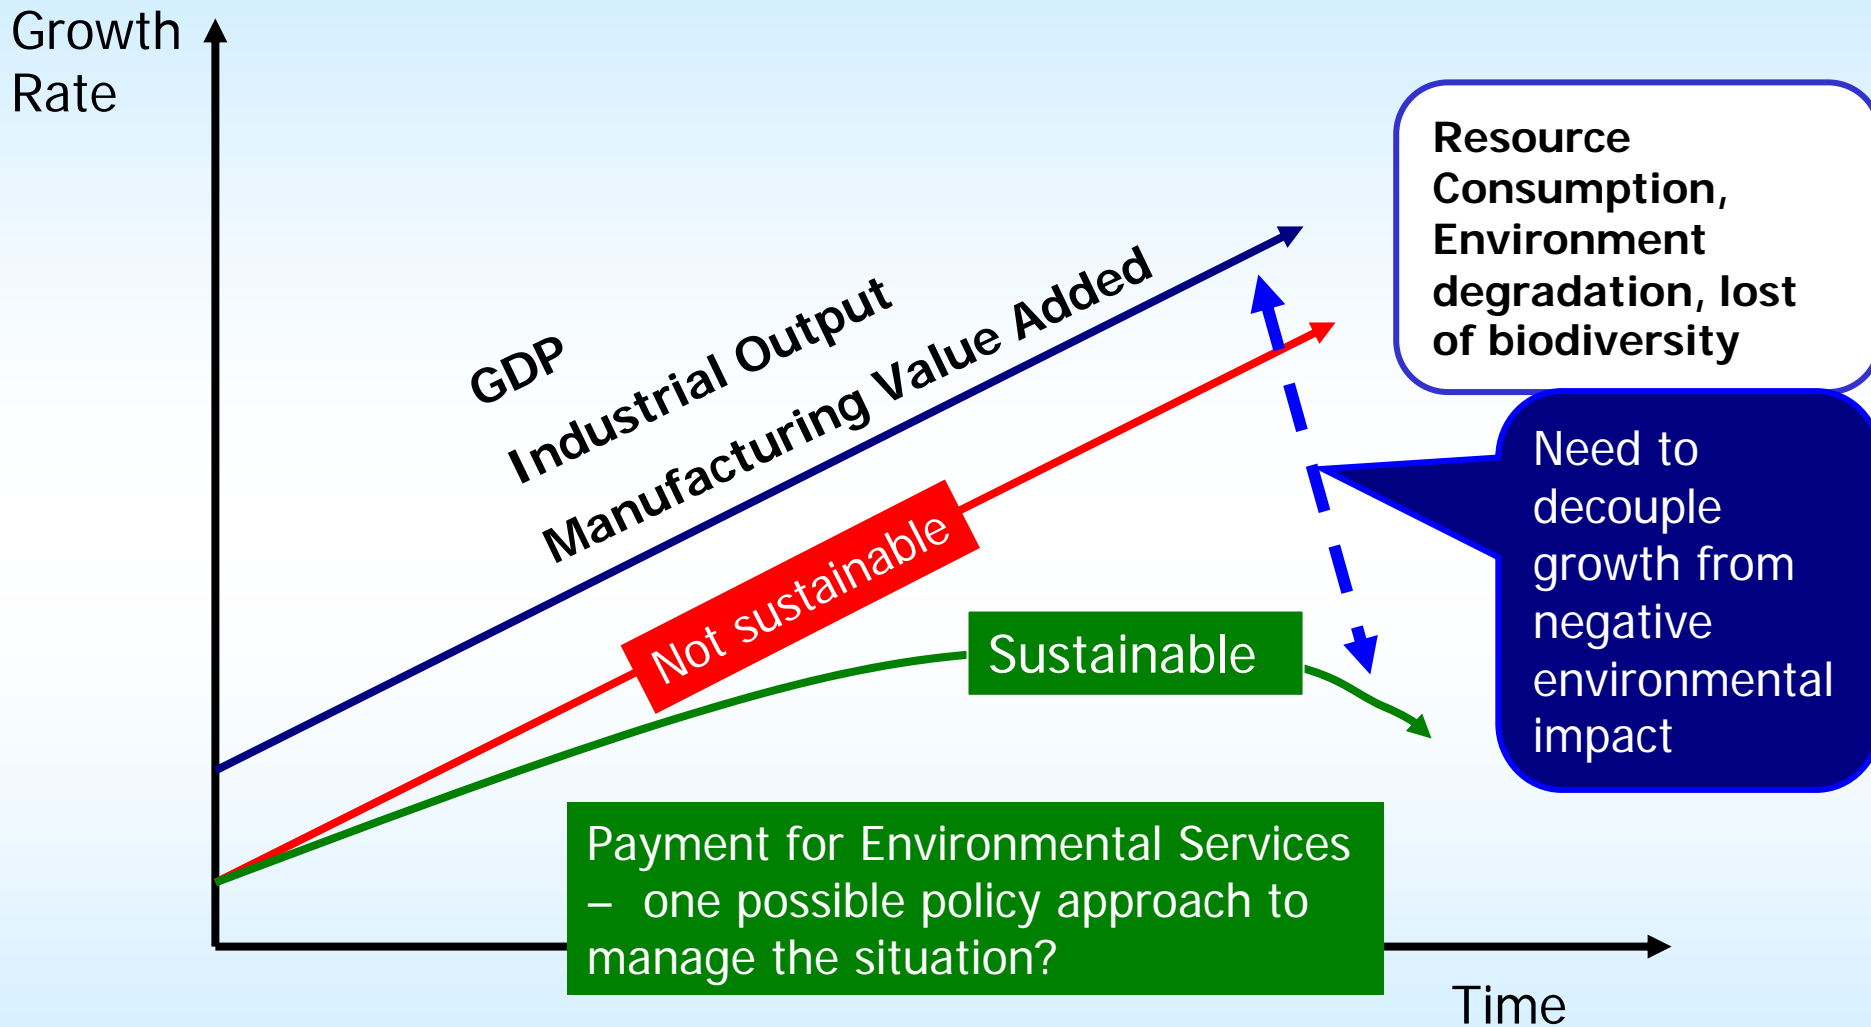 Growth
Rate
GDP
Industrial Output
Manufacturing Value Added
Not sustainable
Sustainable
Resource
Consumption,
Environment
degradation, lost
of biodiversity
Need to
decouple
growth from
negative
environmental
impact
Payment for Environmental Services
– one possible policy approach to
manage the situation?
Time